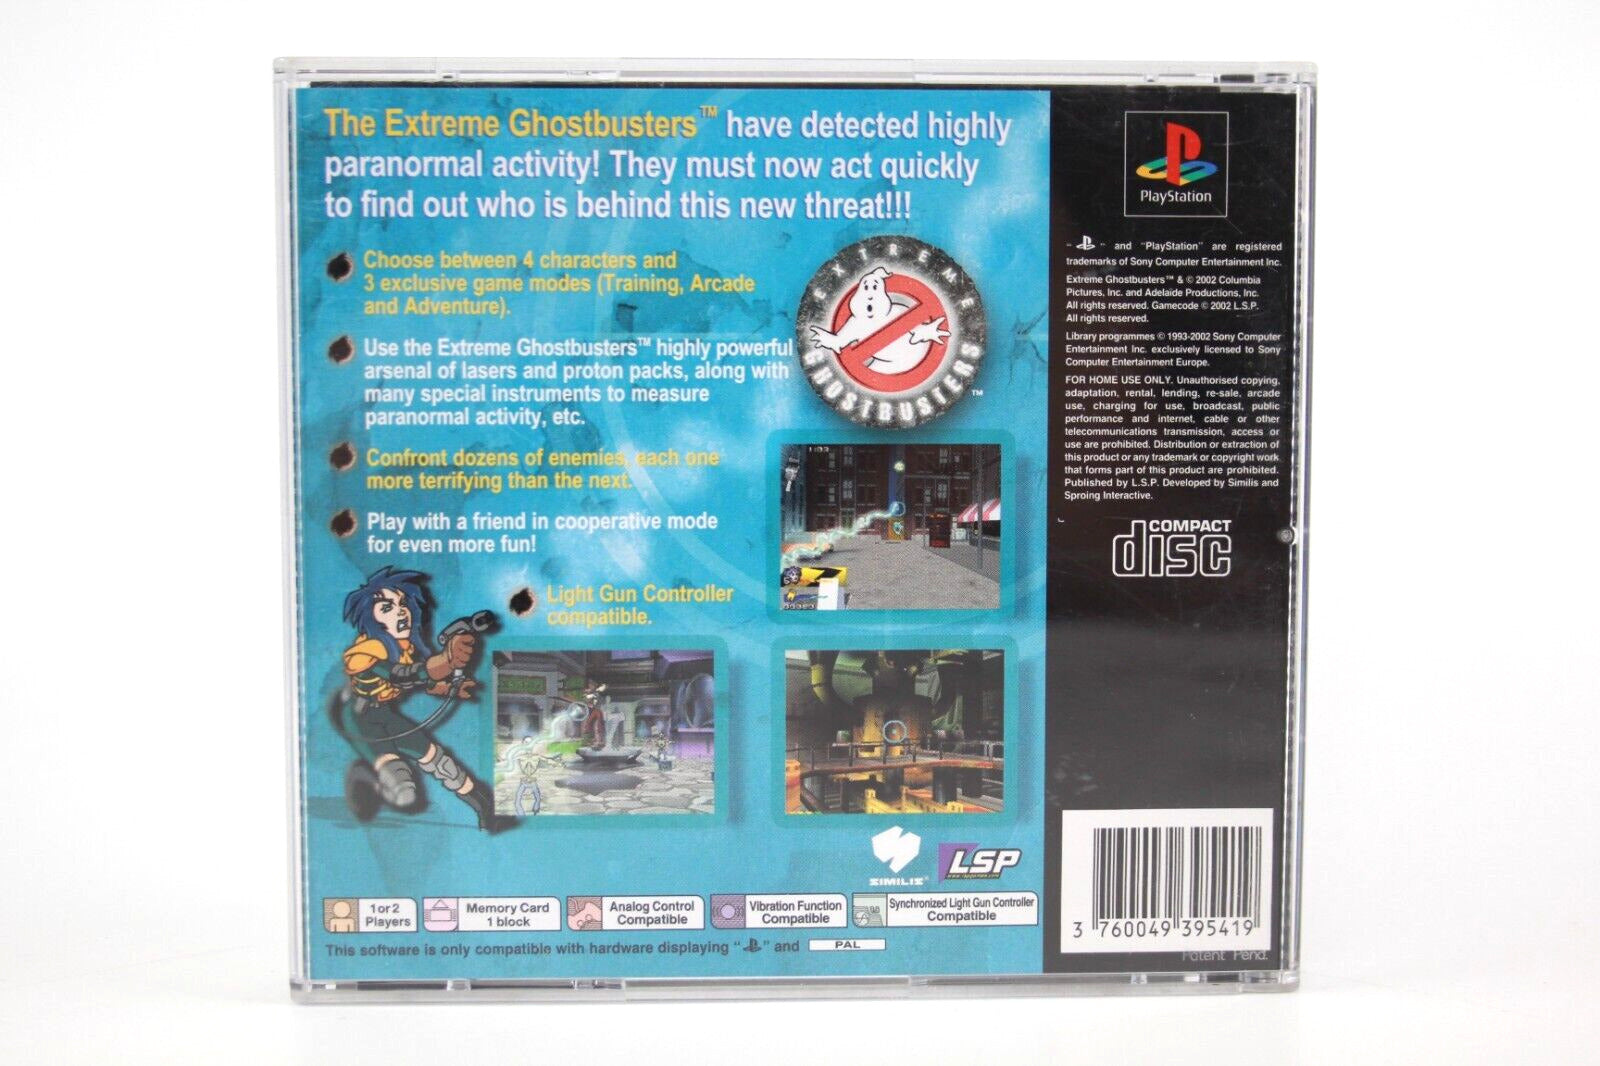 The Extreme Ghostbusters™ have detected highly
paranormal activity! They must now act quickly
to find out who is behind this new threat!!!
Choose between 4 characters and
3 exclusive game modes (Training, Arcade
and Adventure).
Use the Extreme Ghostbusters™ highly powerful
arsenal of lasers and proton packs, along with
many special instruments to measure
paranormal activity, etc.
Confront dozens of enemies, each one
more terrifying than the next.
Play with a friend in cooperative mode
for even more fun!
Light Gun Controller
compatible.
EXTREME
GHOSTBUSTERS™
1:03
SIMILIS®
LSP
www.lspgames.com
1 or 2
Players
Memory Card
1 block
Analog Control
Compatible
Vibration Function
Compatible
Synchronized Light Gun Controller
Compatible
This software is only compatible with hardware displaying " " and PAL
PlayStation
" " and "PlayStation" are registered
trademarks of Sony Computer Entertainment Inc.
Extreme Ghostbusters™ & © 2002 Columbia
Pictures, Inc. and Adelaïde Productions, Inc.
All rights reserved. Gamecode © 2002 L.S.P.
All rights reserved.
Library programmes © 1993-2002 Sony Computer
Entertainment Inc. exclusively licensed to Sony
Computer Entertainment Europe.
FOR HOME USE ONLY. Unauthorised copying,
adaptation, rental, lending, re-sale, arcade
use, charging for use, broadcast, public
performance and internet, cable or other
telecommunications transmission, access or
use are prohibited. Distribution or extraction of
this product or any trademark or copyright work
that forms part of this product are prohibited.
Published by L.S.P. Developed by Similis and
Sproing Interactive.
COMPACT
disc
3 760049 395419
Patent Pend.